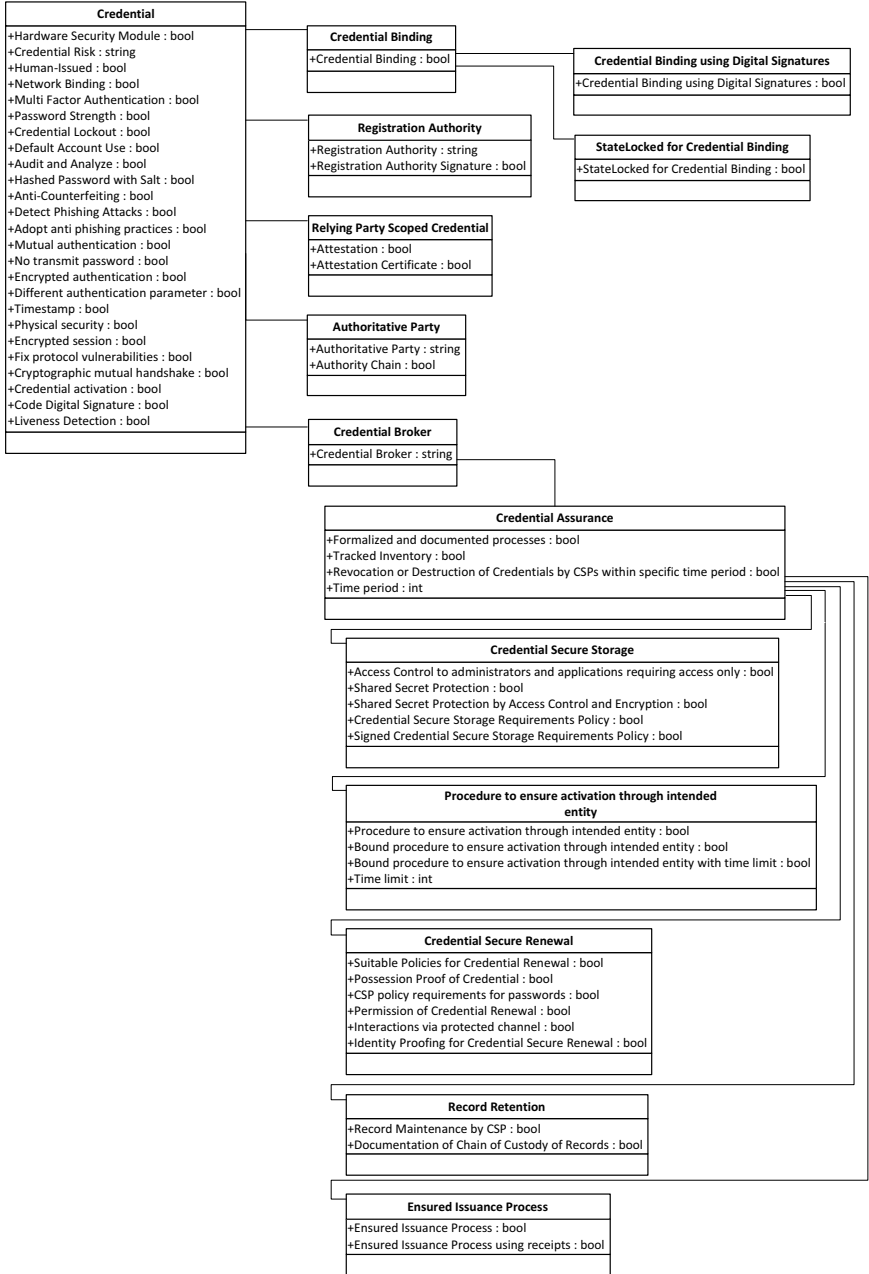 Credential
+Hardware Security Module : bool
+Credential Risk : string
+Human-Issued : bool
+Network Binding : bool
+Multi Factor Authentication : bool
+Password Strength : bool
+Credential Lockout : bool
+Default Account Use : bool
+Audit and Analyze : bool
+Hashed Password with Salt : bool
+Anti-Counterfeiting : bool
+Detect Phishing Attacks : bool
+Adopt anti phishing practices : bool
+Mutual authentication : bool
+No transmit password : bool
+Encrypted authentication : bool
+Different authentication parameter : bool
+Timestamp : bool
+Physical security : bool
+Encrypted session : bool
+Fix protocol vulnerabilities : bool
+Cryptographic mutual handshake : bool
+Credential activation : bool
+Code Digital Signature : bool
+Liveness Detection : bool
Credential Binding
+Credential Binding : bool
Credential Binding using Digital Signatures
+Credential Binding using Digital Signatures : bool
StateLocked for Credential Binding
+StateLocked for Credential Binding : bool
Registration Authority
+Registration Authority : string
+Registration Authority Signature : bool
Relying Party Scoped Credential
+Attestation : bool
+Attestation Certificate : bool
Authoritative Party
+Authoritative Party : string
+Authority Chain : bool
Credential Broker
+Credential Broker : string
Credential Assurance
+Formalized and documented processes : bool
+Tracked Inventory : bool
+Revocation or Destruction of Credentials by CSPs within specific time period : bool
+Time period : int
Credential Secure Storage
+Access Control to administrators and applications requiring access only : bool
+Shared Secret Protection : bool
+Shared Secret Protection by Access Control and Encryption : bool
+Credential Secure Storage Requirements Policy : bool
+Signed Credential Secure Storage Requirements Policy : bool
Procedure to ensure activation through intended
entity
+Procedure to ensure activation through intended entity : bool
+Bound procedure to ensure activation through intended entity : bool
+Bound procedure to ensure activation through intended entity with time limit : bool
+Time limit : int
Credential Secure Renewal
+Suitable Policies for Credential Renewal : bool
+Possession Proof of Credential : bool
+CSP policy requirements for passwords : bool
+Permission of Credential Renewal : bool
+Interactions via protected channel : bool
+Identity Proofing for Credential Secure Renewal : bool
Record Retention
+Record Maintenance by CSP : bool
+Documentation of Chain of Custody of Records : bool
Ensured Issuance Process
+Ensured Issuance Process : bool
+Ensured Issuance Process using receipts : bool